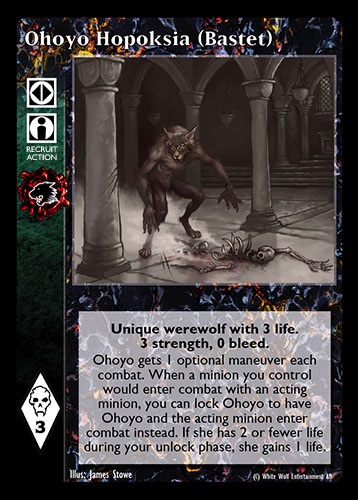 Ohoyo Hopoksia (Bastet)
RECRUIT
ACTION
Unique werewolf with 3 life.
3 strength, 0 bleed.
Ohoyo gets 1 optional maneuver each
combat. When a minion you control
would enter combat with an acting
minion, you can lock Ohoyo to have
Ohoyo and the acting minion enter
combat instead. If she has 2 or fewer life
during your unlock phase, she gains 1 life.
3
Illus: James Stowe
(C) White Wolf Entertainment AB